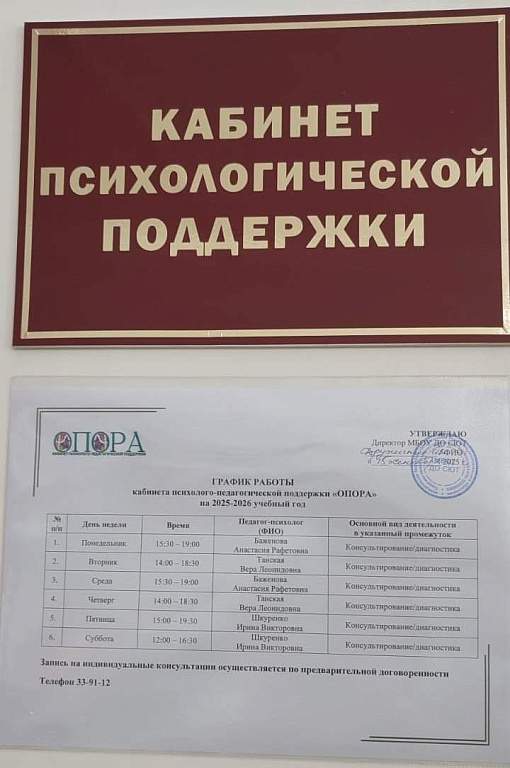 КАБИНЕТ
ПСИХОЛОГИЧЕСКОЙ
ПОДДЕРЖКИ
ОПОРА
УТВЕРЖДАЮ
Директор МБОУ ДО СЮТ
(ФИО)
2025 г.
ДО СЮТ
ГРАФИК РАБОТЫ
кабинета психолого-педагогической поддержки «ОПОРА»
на 2025-2026 учебный год
№ п/п День недели Время Педагог-психолог (ФИО) Основной вид деятельности в указанный промежуток
1. Понедельник 15:30 – 19:00 Баженова Анастасия Рафетовна Консультирование/диагностика
2. Вторник 14:00 – 18:30 Танская Вера Леонидовна Консультирование/диагностика
3. Среда 15:30 – 19:00 Баженова Анастасия Рафетовна Консультирование/диагностика
4. Четверг 14:00 - 18:30 Танская Вера Леонидовна Консультирование/диагностика
5. Пятница 15:00 – 19:30 Шкуренко Ирина Викторовна Консультирование/диагностика
6. Суббота 12:00 – 16:30 Шкуренко Ирина Викторовна Консультирование/диагностика
Запись на индивидуальные консультации осуществляется по предварительной договоренности
Телефон 33-91-12